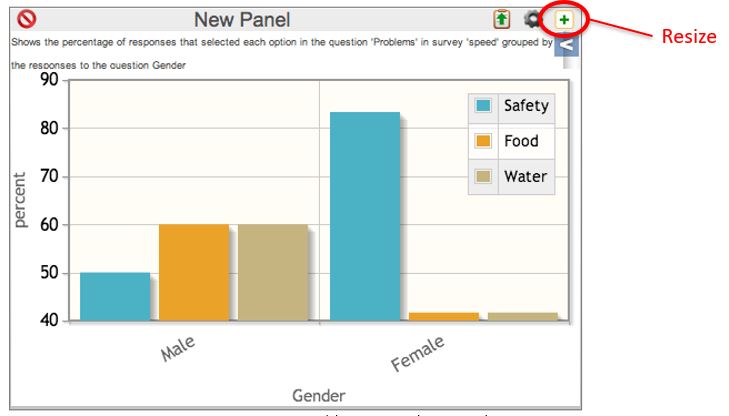 New Panel
Resize
Shows the percentage of responses that selected each option in the question 'Problems' in survey 'speed' grouped by
the responses to the question Gender
90
80
70
60
50
40
percent
Safety
Food
Water
Male
Female
Gender